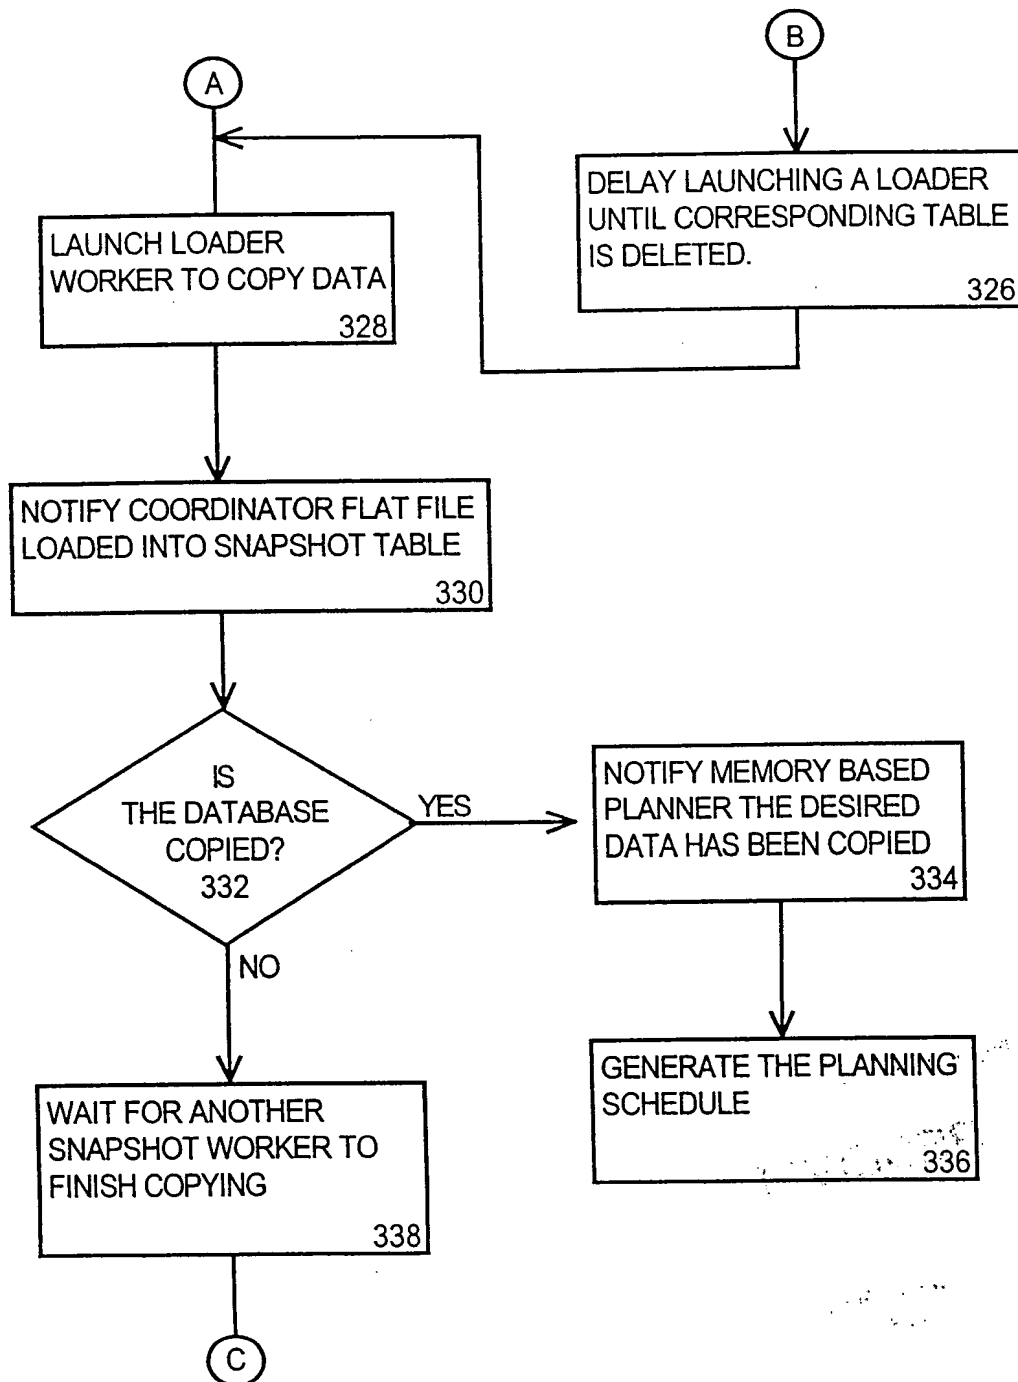 A
B
DELAY LAUNCHING A LOADER
UNTIL CORRESPONDING TABLE
IS DELETED.
326
LAUNCH LOADER
WORKER TO COPY DATA
328
NOTIFY COORDINATOR FLAT FILE
LOADED INTO SNAPSHOT TABLE
330
IS
THE DATABASE
COPIED?
332
YES
NO
NOTIFY MEMORY BASED
PLANNER THE DESIRED
DATA HAS BEEN COPIED
334
GENERATE THE PLANNING
SCHEDULE
336
WAIT FOR ANOTHER
SNAPSHOT WORKER TO
FINISH COPYING
338
C